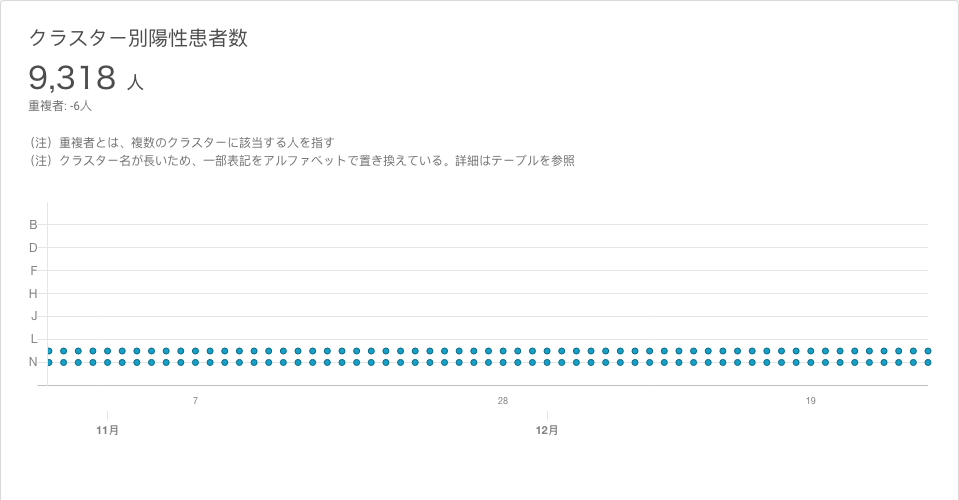 クラスター別陽性患者数
9,318 人
重複者: -6人
（注）重複者とは、複数のクラスターに該当する人を指す
（注）クラスター名が長いため、一部表記をアルファベットで置き換えている。詳細はテーブルを参照
B
D
F
H
J
L
N
7 28 19
11月 12月